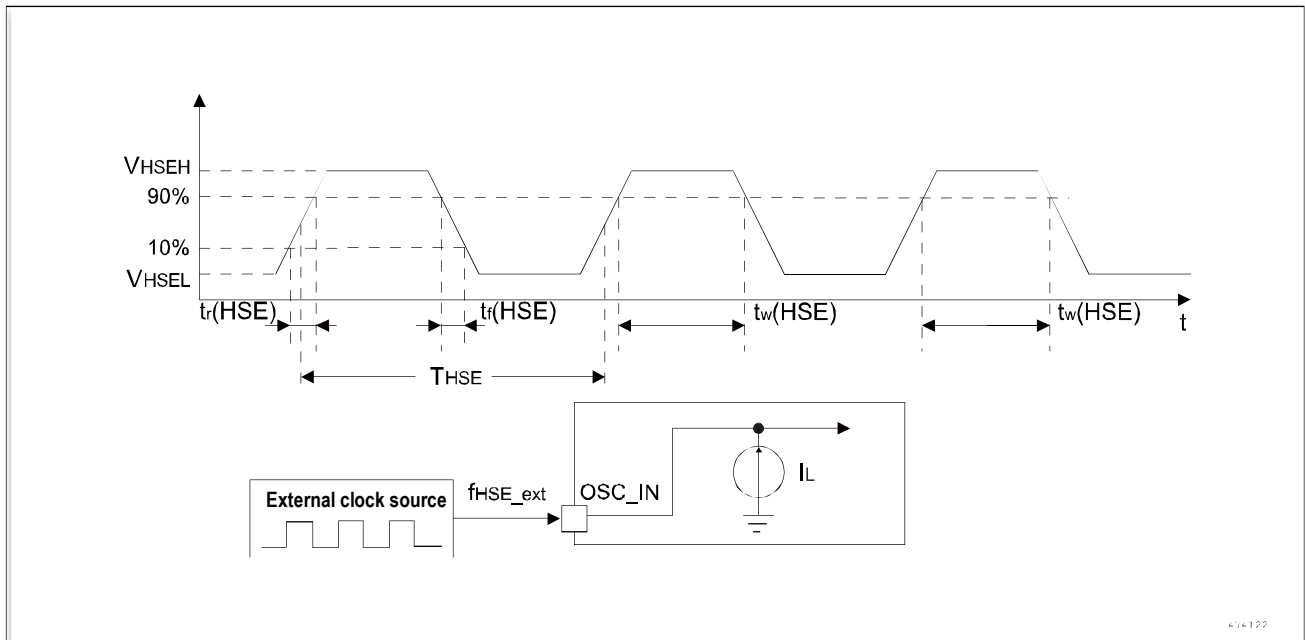 VHSEH
90%
10%
VHSEL
tr(HSE)
tf(HSE)
tw(HSE)
tw(HSE)
t
THSE
External clock source
fHSE_ext
OSC_IN
IL